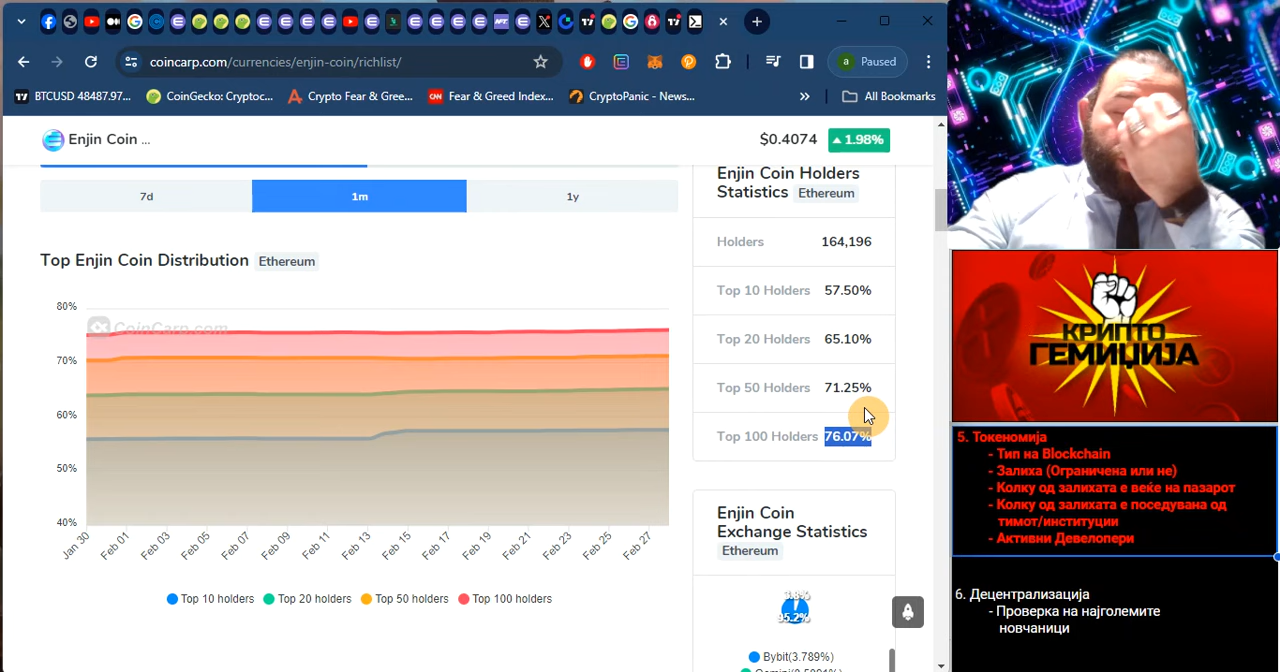 coincarp.com/currencies/enjin-coin/richlist/
a
Paused
BTCUSD 48487.97...
CoinGecko: Cryptoc...
Crypto Fear & Gree...
Fear & Greed Index...
CryptoPanic - News...
»
All Bookmarks
Enjin Coin ...
$0.4074
1.98%
7d
1m
1y
Top Enjin Coin Distribution Ethereum
CoinCarp.com
80%
70%
60%
50%
40%
Jan 30
Feb 01
Feb 03
Feb 05
Feb 07
Feb 09
Feb 11
Feb 13
Feb 15
Feb 17
Feb 19
Feb 21
Feb 23
Feb 25
Feb 27
Top 10 holders
Top 20 holders
Top 50 holders
Top 100 holders
Enjin Coin Holders
Statistics Ethereum
Holders 164,196
Top 10 Holders 57.50%
Top 20 Holders 65.10%
Top 50 Holders 71.25%
Top 100 Holders 76.07%
Enjin Coin
Exchange Statistics
Ethereum
3.8%
95.2%
Bybit(3.789%)
КРИПТО
ГЕМИЏИЈА
5. Токеномија
- Тип на Blockchain
- Залиха (Ограничена или не)
- Колку од залихата е веќе на пазарот
- Колку од залихата е поседувана од
тимот/институции
- Активни Девелопери
6. Децентрализација
- Проверка на најголемите
новчаници